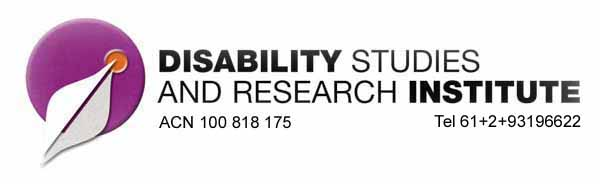 DISABILITY STUDIES
AND RESEARCH INSTITUTE
ACN 100 818 175 Tel 61+2+93196622